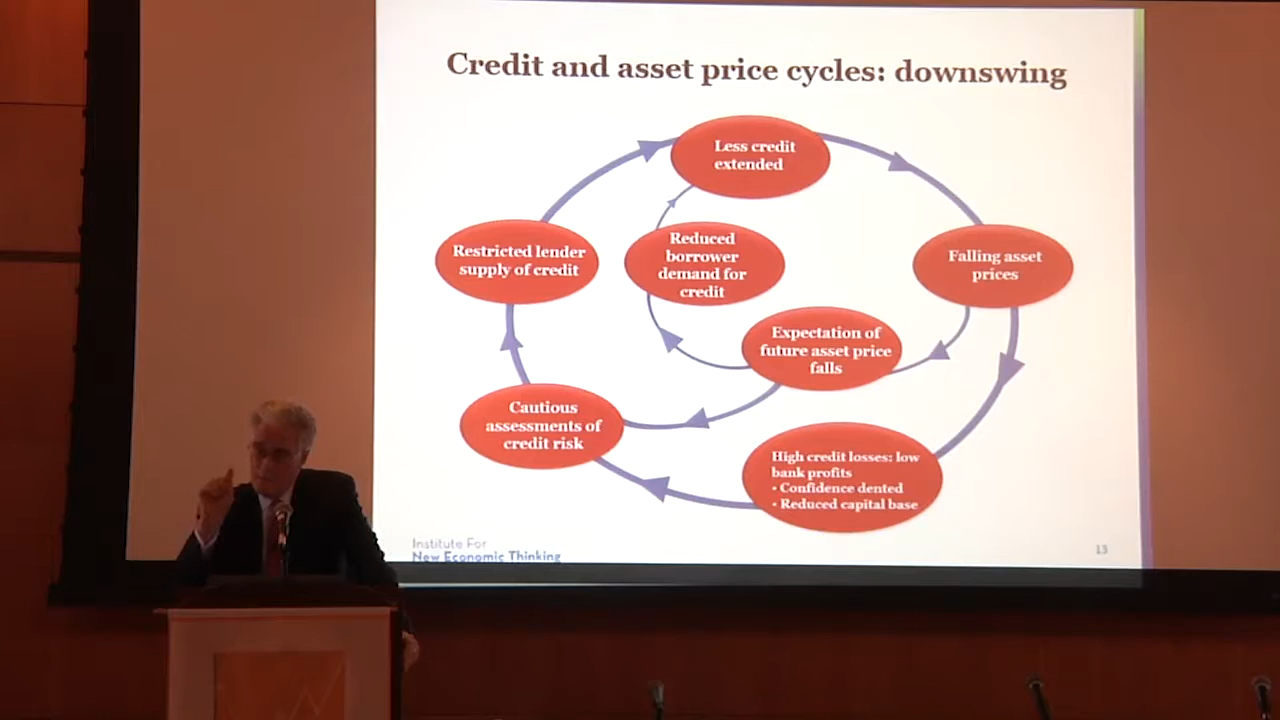 Credit and asset price cycles: downswing
Less credit
extended
Restricted lender
supply of credit
Reduced
borrower
demand for
credit
Falling asset
prices
Expectation of
future asset price
falls
Cautious
assessments of
credit risk
High credit losses: low
bank profits
• Confidence dented
• Reduced capital base
Institute For
New Economic Thinking
13